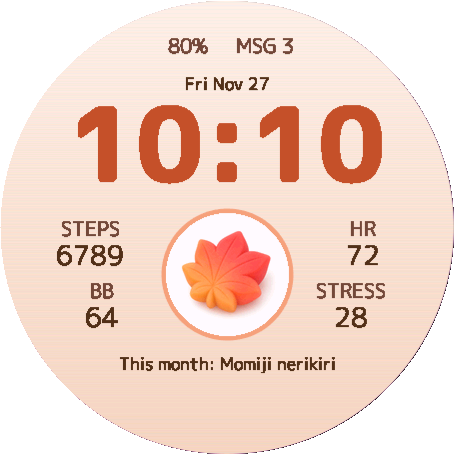 80% MSG 3
Fri Nov 27
10:10
STEPS HR
6789 72
BB STRESS
64 28
This month: Momiji nerikiri